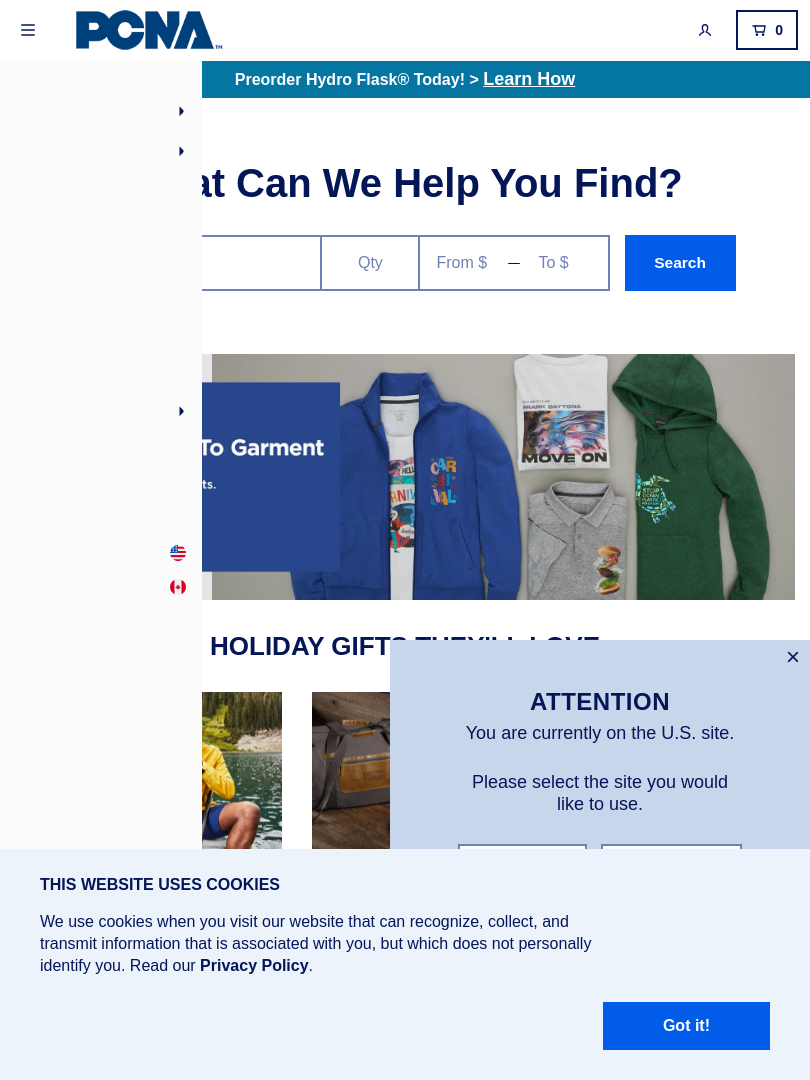 PCNA™
0
Preorder Hydro Flask® Today! > Learn How
at Can We Help You Find?
Qty
From $ — To $
Search
To Garment
ts.
HELL
CAR
NI
VAL
FRANK DAYTONA
MOVE ON
STOP
OCEAN
PLASTIC
HOLIDAY GIFTS THEY'LL LOVE
×
ATTENTION
You are currently on the U.S. site.
Please select the site you would
like to use.
THIS WEBSITE USES COOKIES
We use cookies when you visit our website that can recognize, collect, and
transmit information that is associated with you, but which does not personally
identify you. Read our Privacy Policy.
Got it!